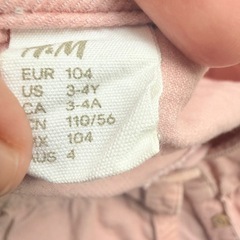 H&M
EUR 104
US 3-4Y
CA 3-4A
CN 110/56
MX 104
AUS 4